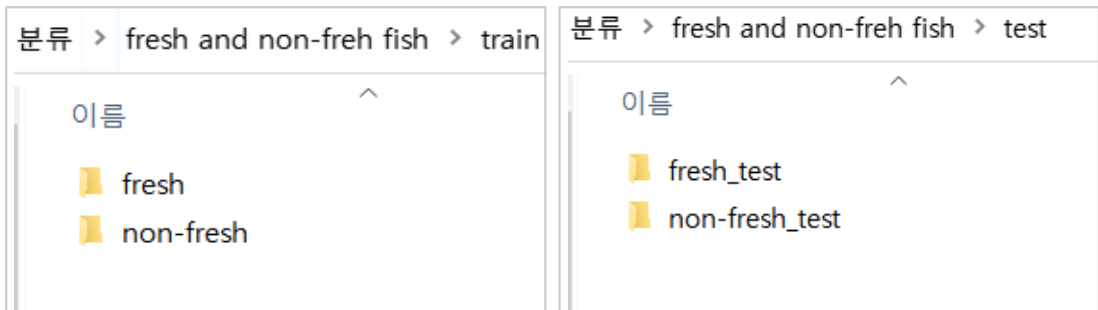 분류 > fresh and non-freh fish > train
이름
fresh
non-fresh
분류 > fresh and non-freh fish > test
이름
fresh_test
non-fresh_test